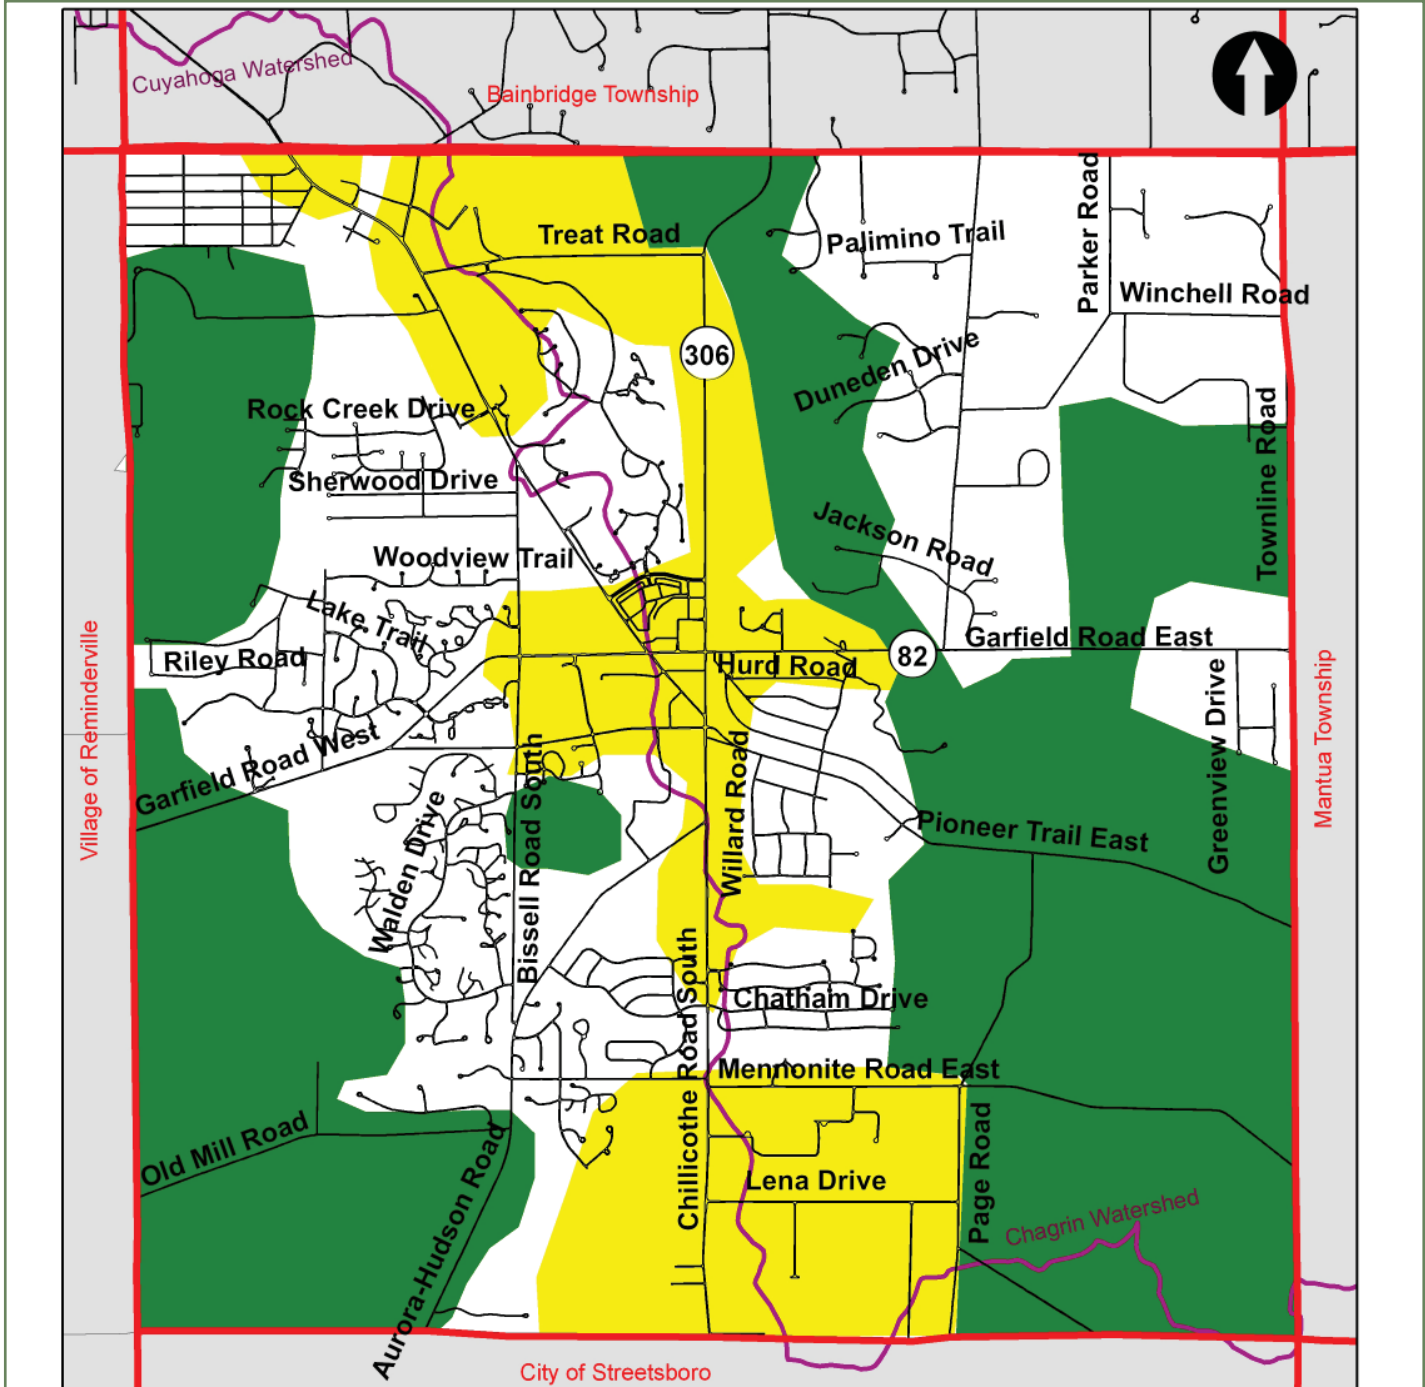 Cuyahoga Watershed
Bainbridge Township
Parker Road
Treat Road
Palimino Trail
Winchell Road
306
Duneden Drive
Rock Creek Drive
Townline Road
Sherwood Drive
Jackson Road
Woodview Trail
Lake Trail
Garfield Road East
Riley Road
82
Hurd Road
Village of Reminderville
Mantua Township
Greenview Drive
Garfield Road West
Bissell Road South
Willard Road
Walden Drive
Pioneer Trail East
Chatham Drive
Chillicothe Road South
Mennonite Road East
Old Mill Road
Aurora-Hudson Road
Page Road
Lena Drive
Chagrin Watershed
City of Streetsboro